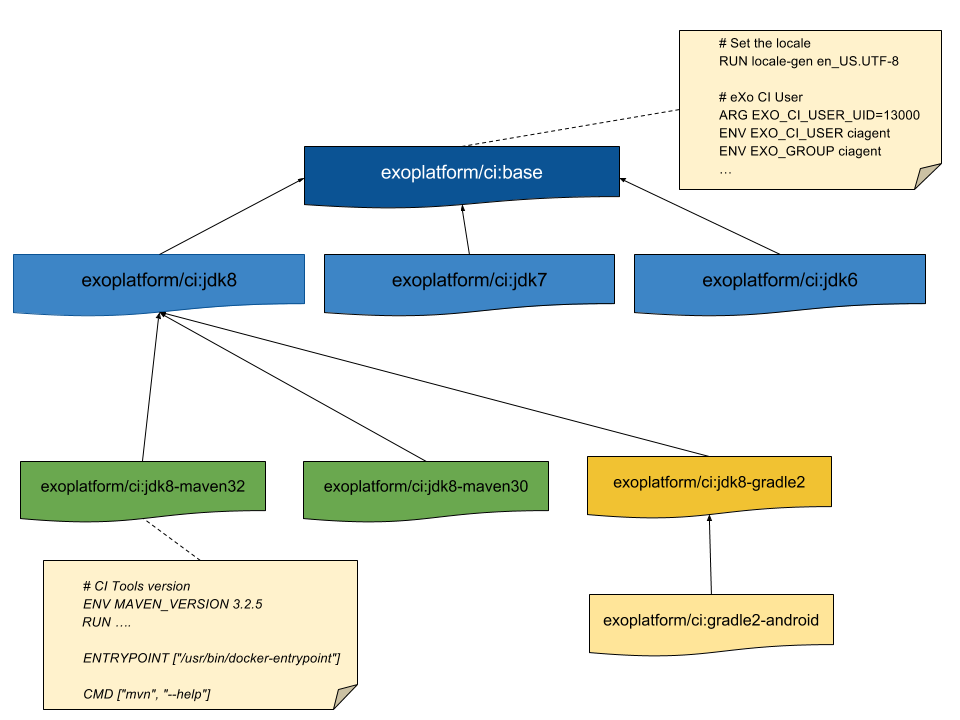 # Set the locale
RUN locale-gen en_US.UTF-8
# eXo CI User
ARG EXO_CI_USER_UID=13000
ENV EXO_CI_USER ciagent
ENV EXO_GROUP ciagent
...
exoplatform/ci:base
exoplatform/ci:jdk8
exoplatform/ci:jdk7
exoplatform/ci:jdk6
exoplatform/ci:jdk8-maven32
exoplatform/ci:jdk8-maven30
exoplatform/ci:jdk8-gradle2
# CI Tools version
ENV MAVEN_VERSION 3.2.5
RUN ....
ENTRYPOINT ["/usr/bin/docker-entrypoint"]
CMD ["mvn", "--help"]
exoplatform/ci:gradle2-android